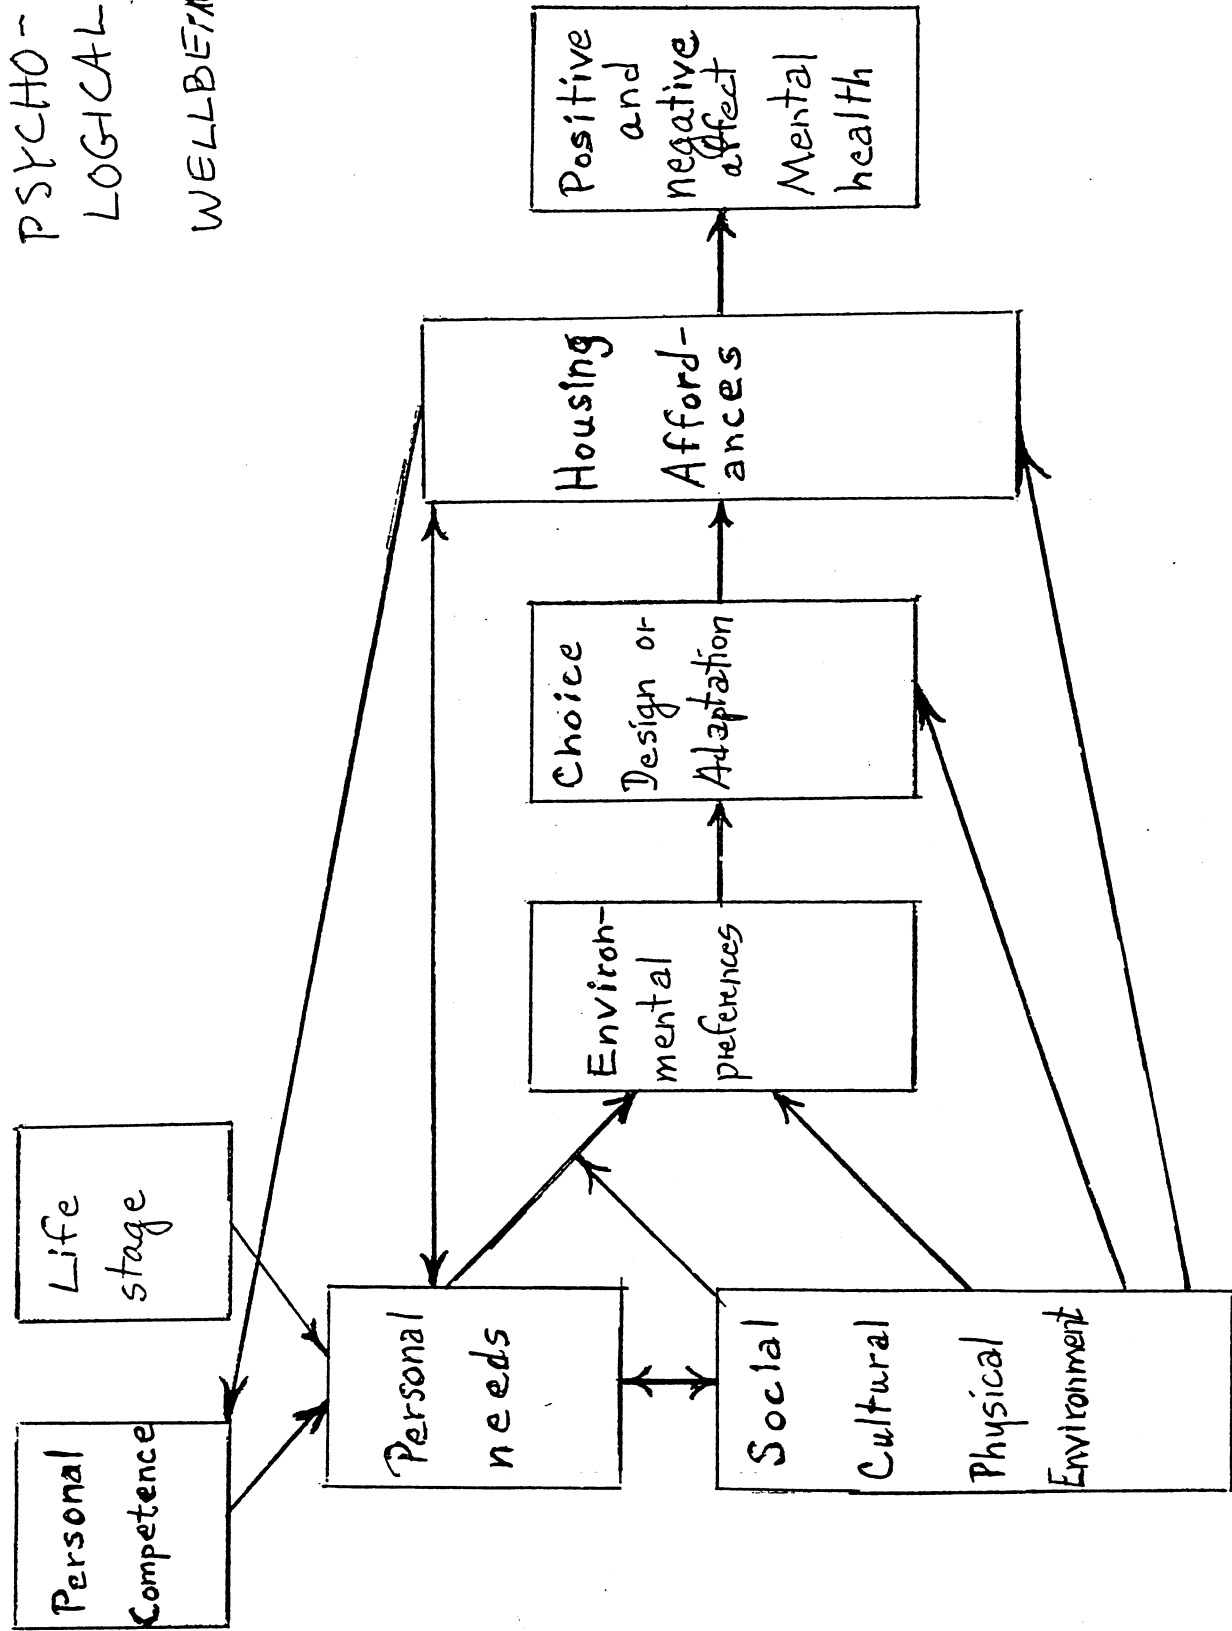 PSYCHO-
LOGICAL
Personal
Competence
Life
stage
Personal
needs
Social
Cultural
Physical
Environment
Environ-
mental
preferences
Choice
Design or
Adaptation
Housing
Afford-
ances
Positive
and
negative
affect
Mental
health